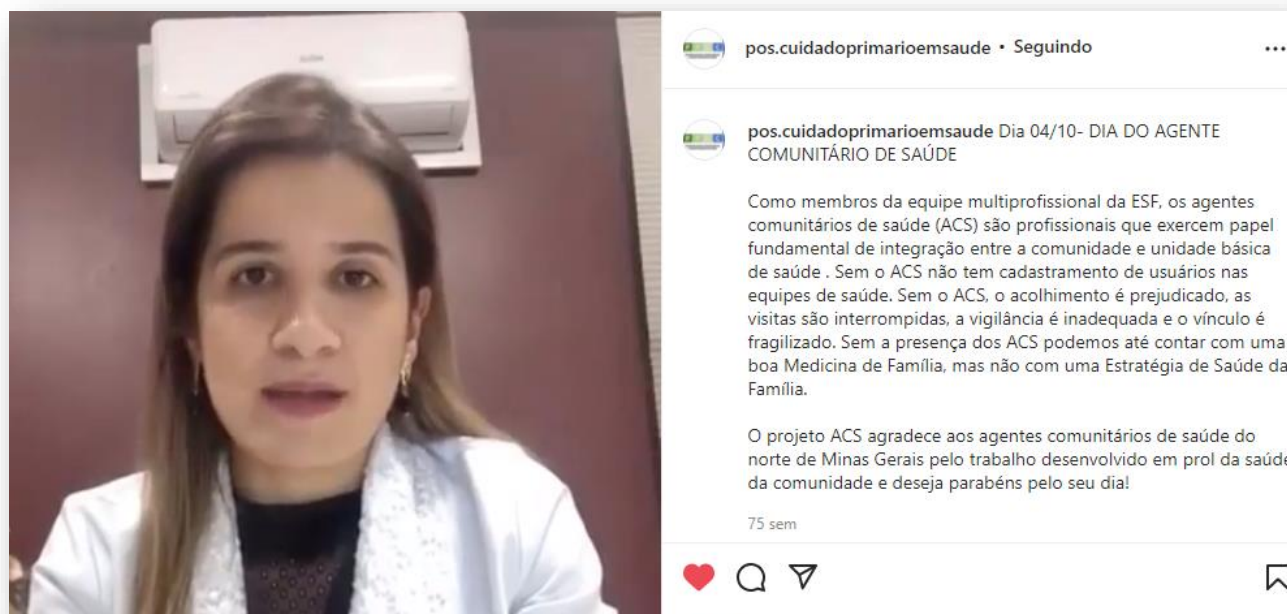 pos.cuidadoprimarioemsaude • Seguindo
pos.cuidadoprimarioemsaude Dia 04/10- DIA DO AGENTE
COMUNITÁRIO DE SAÚDE
Como membros da equipe multiprofissional da ESF, os agentes
comunitários de saúde (ACS) são profissionais que exercem papel
fundamental de integração entre a comunidade e unidade básica
de saúde . Sem o ACS não tem cadastramento de usuários nas
equipes de saúde. Sem o ACS, o acolhimento é prejudicado, as
visitas são interrompidas, a vigilância é inadequada e o vínculo é
fragilizado. Sem a presença dos ACS podemos até contar com uma
boa Medicina de Família, mas não com uma Estratégia de Saúde da
Família.
O projeto ACS agradece aos agentes comunitários de saúde do
norte de Minas Gerais pelo trabalho desenvolvido em prol da saúde
da comunidade e deseja parabéns pelo seu dia!
75 sem